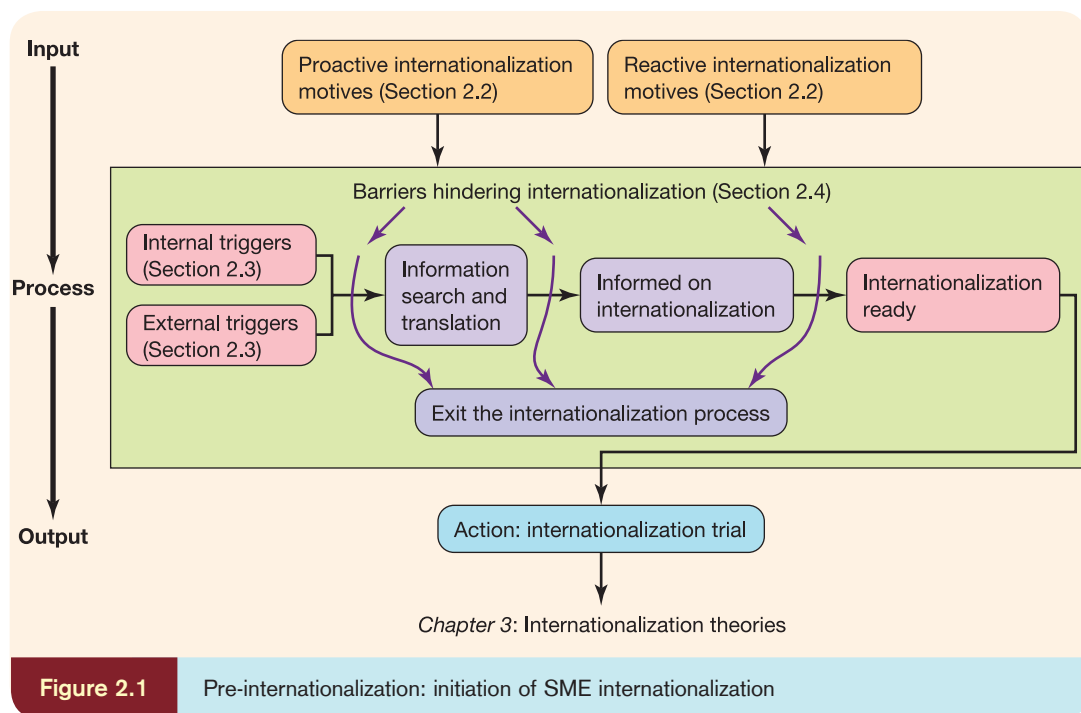 Input
Proactive internationalization
motives (Section 2.2)
Reactive internationalization
motives (Section 2.2)
Barriers hindering internationalization (Section 2.4)
Internal triggers
(Section 2.3)
Process
External triggers
(Section 2.3)
Information
search and
translation
Informed on
internationalization
Internationalization
ready
Exit the internationalization process
Output
Action: internationalization trial
Chapter 3: Internationalization theories
Figure 2.1
Pre-internationalization: initiation of SME internationalization